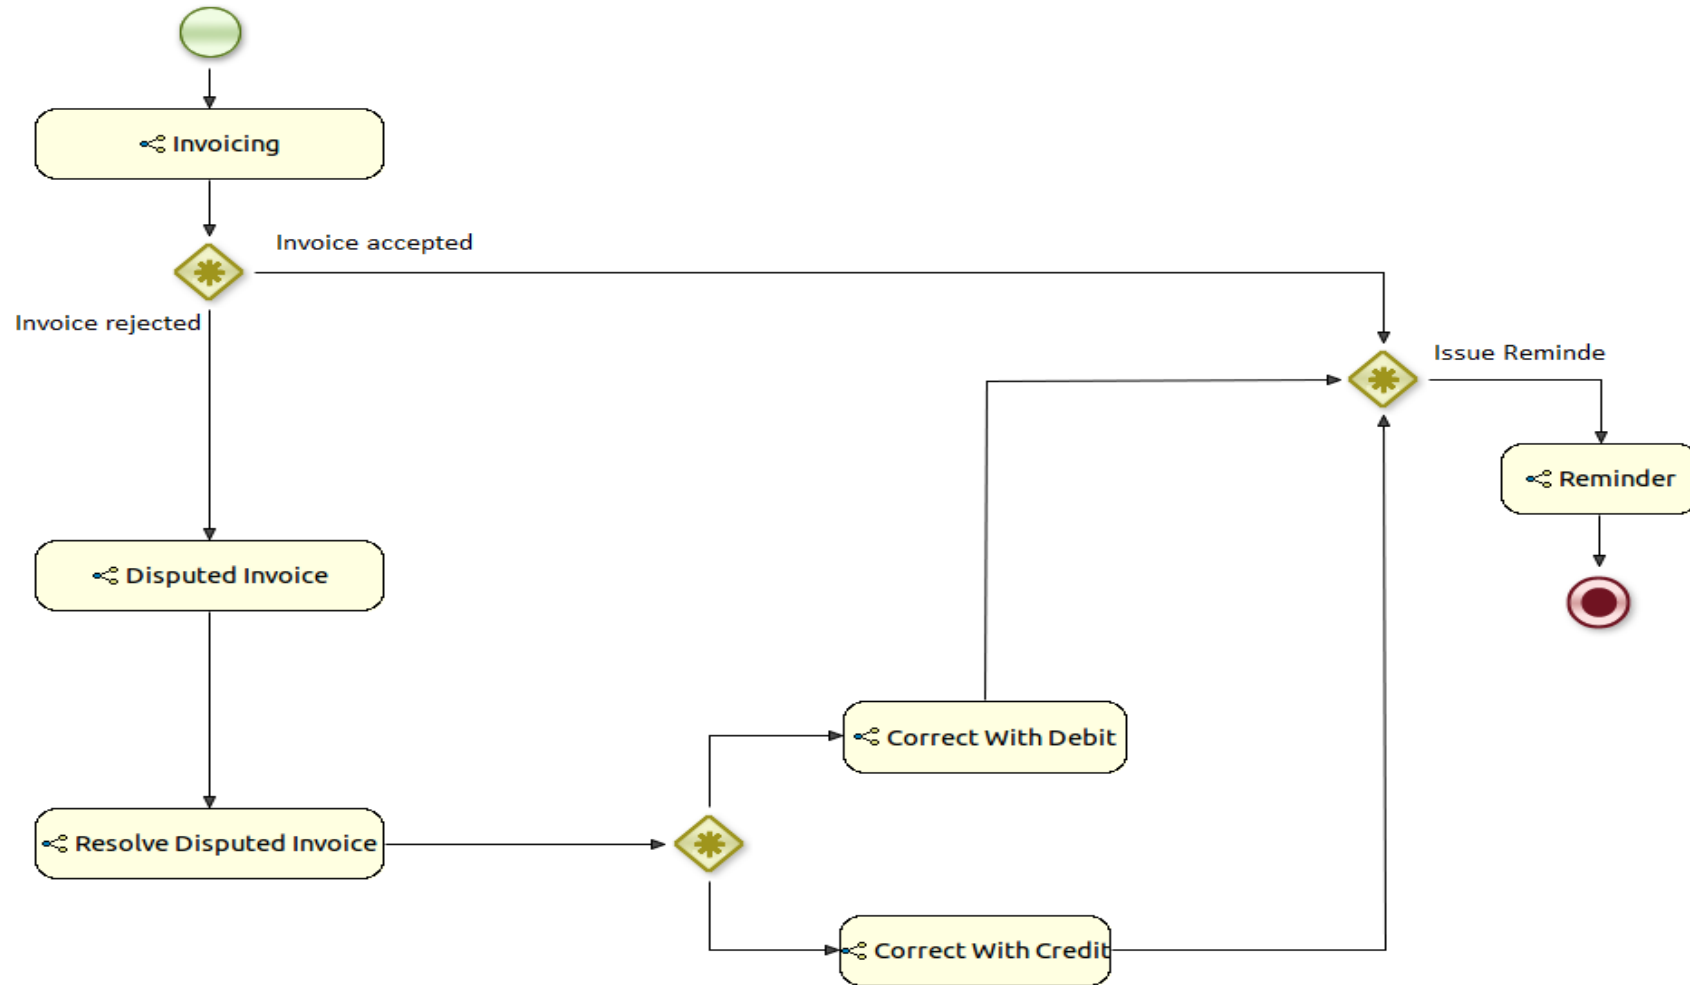 Invoicing
Invoice accepted
Invoice rejected
Issue Reminde
Reminder
Disputed Invoice
Correct With Debit
Resolve Disputed Invoice
Correct With Credit